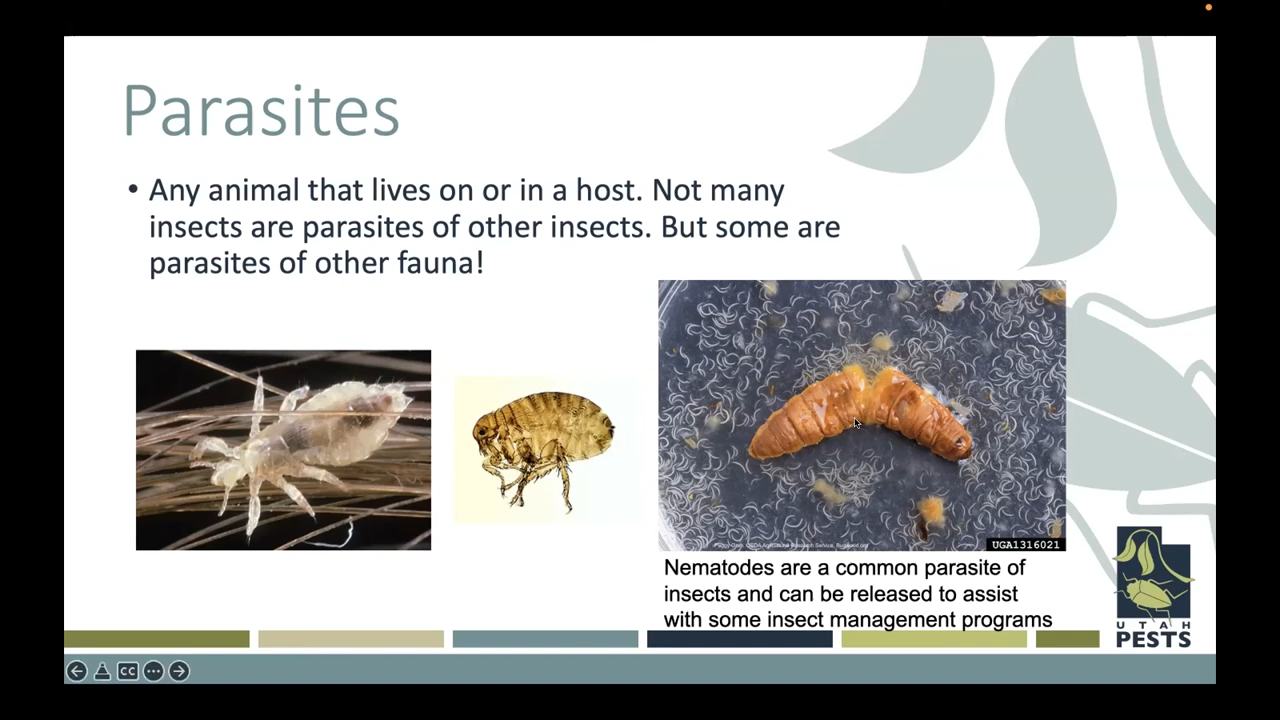 Parasites
• Any animal that lives on or in a host. Not many
insects are parasites of other insects. But some are
parasites of other fauna!
UGA1316021
Nematodes are a common parasite of
insects and can be released to assist
with some insect management programs
UTAH
PESTS
CC